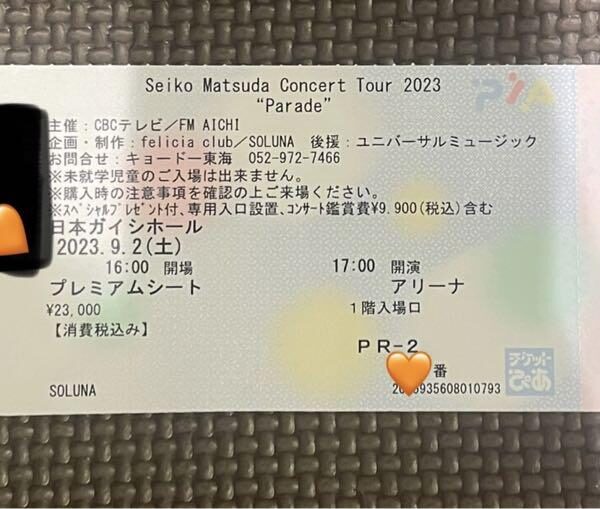 Seiko Matsuda Concert Tour 2023
“Parade”
PIA
主催：CBCテレビ／FM AICHI
企画・制作：felicia club／SOLUNA 後援：ユニバーサルミュージック
お問合せ：キョードー東海 052-972-7466
※未就学児童のご入場は出来ません。
※購入時の注意事項を確認の上ご来場ください。
※ｽﾍﾟｼｬﾙﾌﾟﾚｾﾞﾝﾄ付、専用入口設置、ｺﾝｻｰﾄ鑑賞費¥9,900(税込)含む
日本ガイシホール
2023. 9. 2(土)
16:00 開場 17:00 開演
プレミアムシート アリーナ
¥23,000 1階入場口
【消費税込み】
PR-2
番
SOLUNA 935608010793
チケットぴあ